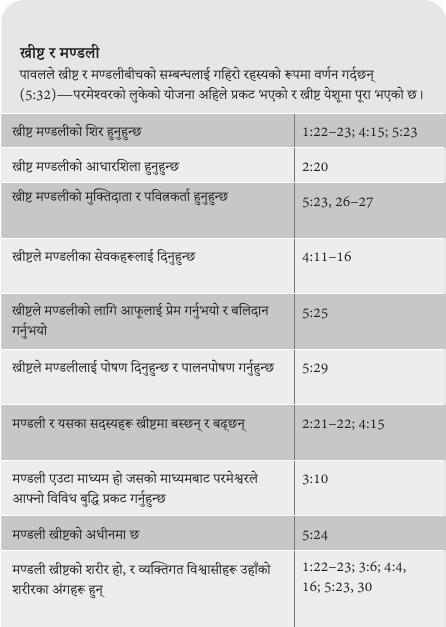 ख्रीष्ट र मण्डली
पावलले ख्रीष्ट र मण्डलीबीचको सम्बन्धलाई गहिरो रहस्यको रूपमा वर्णन गर्दछन्
(5:32)—परमेश्वरको लुकेको योजना अहिले प्रकट भएको र ख्रीष्ट येशूमा पूरा भएको छ।
ख्रीष्ट मण्डलीको शिर हुनुहुन्छ 1:22–23; 4:15; 5:23
ख्रीष्ट मण्डलीको आधारशिला हुनुहुन्छ 2:20
ख्रीष्ट मण्डलीको मुक्तिदाता र पवित्रकर्ता हुनुहुन्छ 5:23, 26–27
ख्रीष्टले मण्डलीका सेवकहरूलाई दिनुहुन्छ 4:11–16
ख्रीष्टले मण्डलीको लागि आफूलाई प्रेम गर्नुभयो र बलिदान
गर्नुभयो 5:25
ख्रीष्टले मण्डलीलाई पोषण दिनुहुन्छ र पालनपोषण गर्नुहुन्छ 5:29
मण्डली र यसका सदस्यहरू ख्रीष्टमा बस्छन् र बढ्छन् 2:21–22; 4:15
मण्डली एउटा माध्यम हो जसको माध्यमबाट परमेश्वरले
आफ्नो विविध बुद्धि प्रकट गर्नुहुन्छ 3:10
मण्डली ख्रीष्टको अधीनमा छ 5:24
मण्डली ख्रीष्टको शरीर हो, र व्यक्तिगत विश्वासीहरू उहाँको
शरीरका अंगहरू हुन् 1:22–23; 3:6; 4:4,
16; 5:23, 30